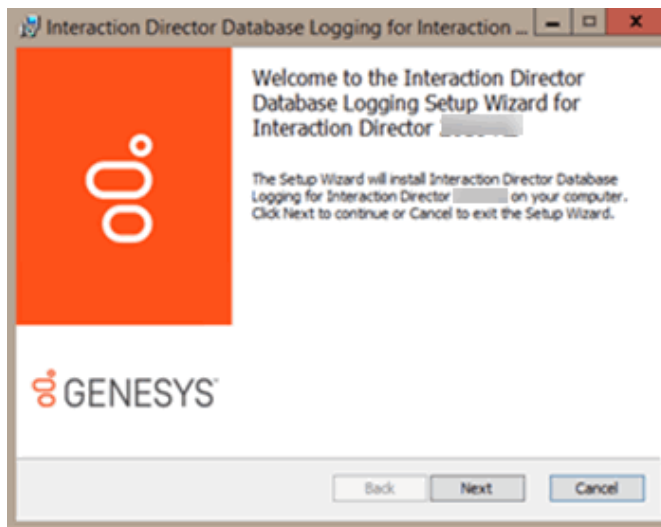 Interaction Director Database Logging for Interaction ...
Welcome to the Interaction Director
Database Logging Setup Wizard for
Interaction Director
The Setup Wizard will install Interaction Director Database
Logging for Interaction Director on your computer.
Click Next to continue or Cancel to exit the Setup Wizard.
GENESYS™
Back Next Cancel